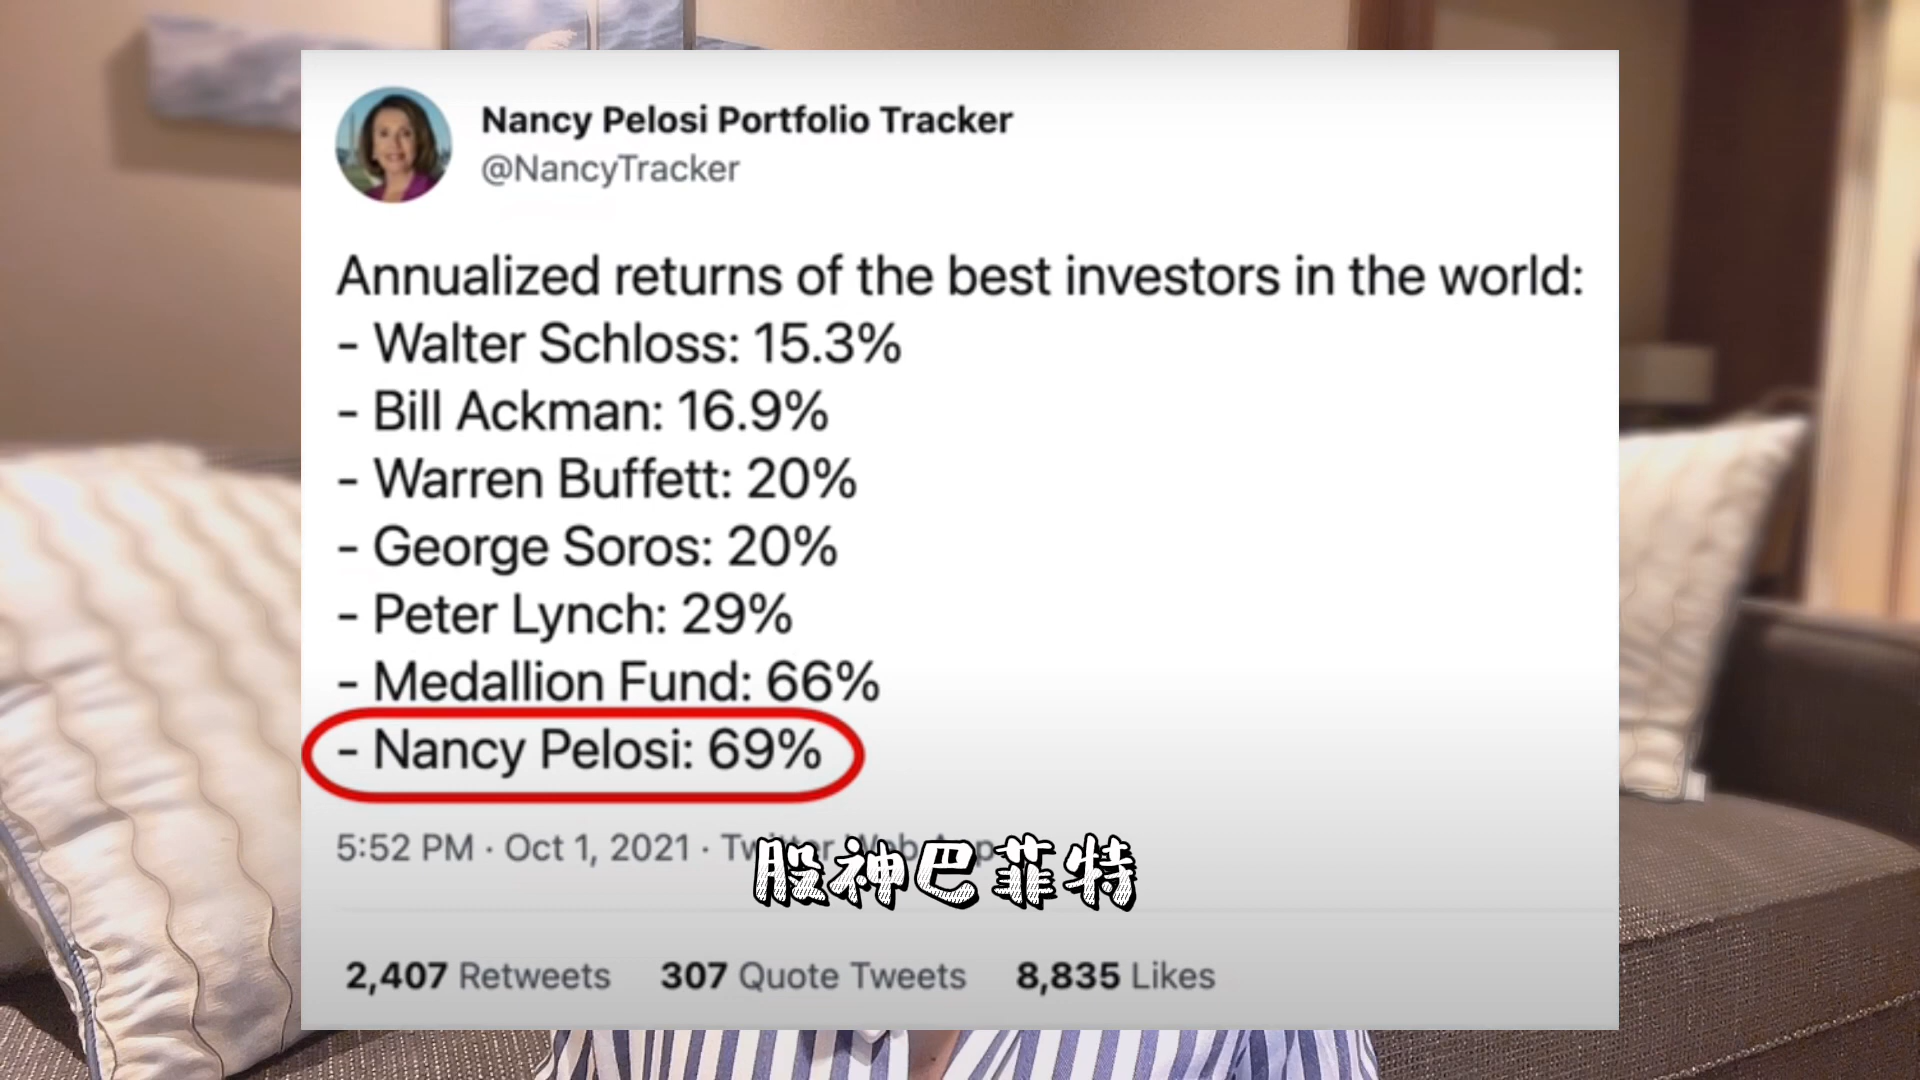 Nancy Pelosi Portfolio Tracker
@NancyTracker
Annualized returns of the best investors in the world:
- Walter Schloss: 15.3%
- Bill Ackman: 16.9%
- Warren Buffett: 20%
- George Soros: 20%
- Peter Lynch: 29%
- Medallion Fund: 66%
- Nancy Pelosi: 69%
5:52 PM · Oct 1, 2021 · Twitter Web App
股神巴菲特
2,407 Retweets 307 Quote Tweets 8,835 Likes